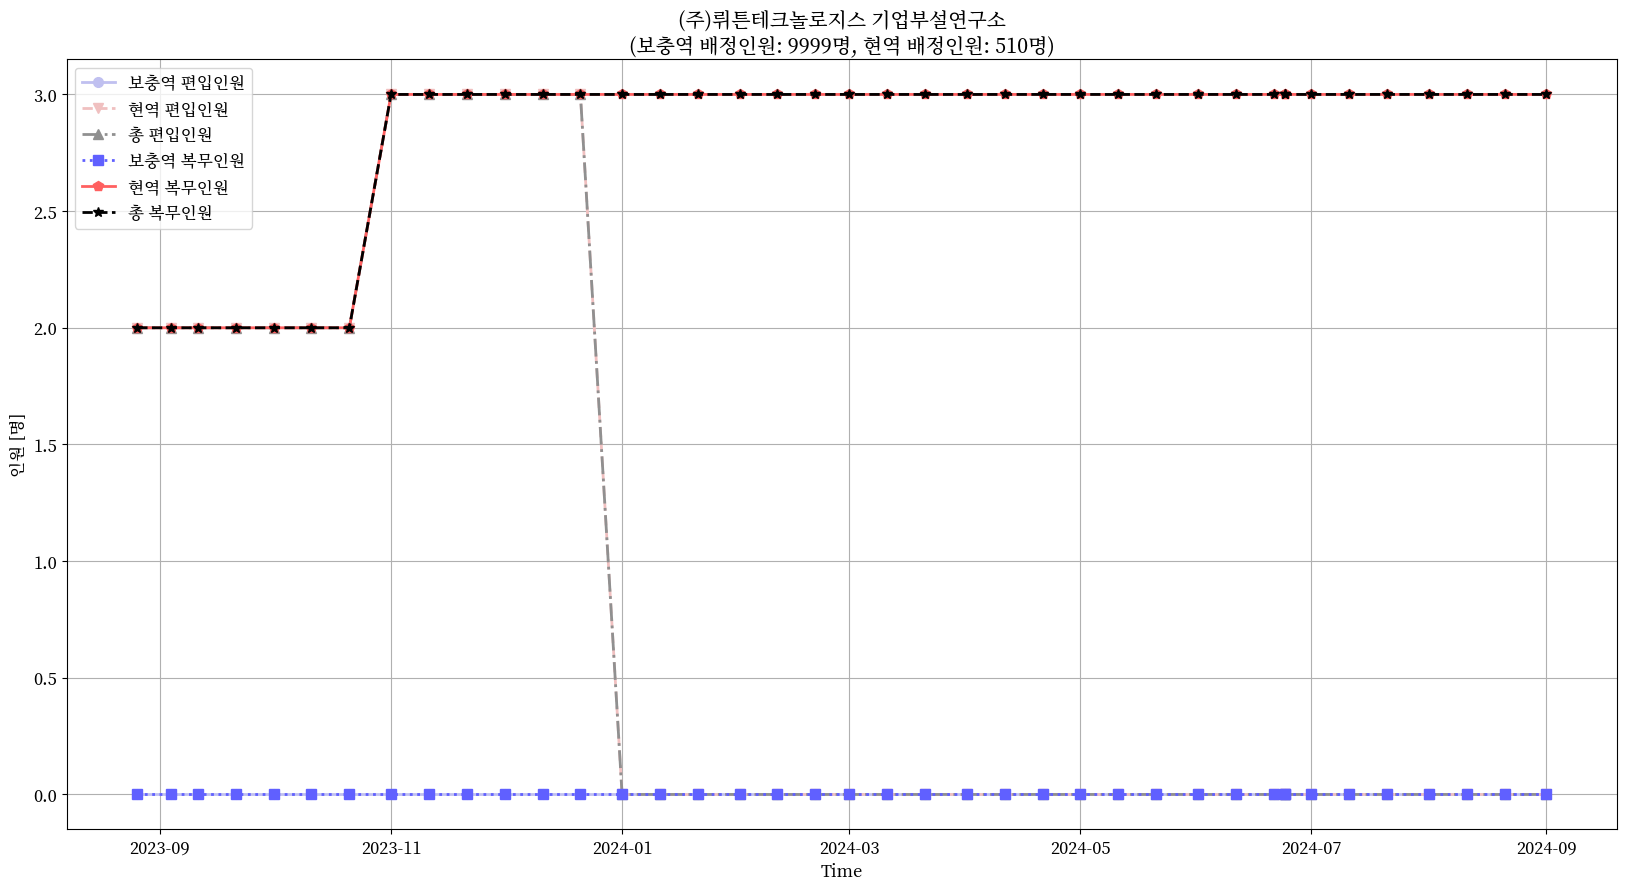 (주)뤼튼테크놀로지스 기업부설연구소
(보충역 배정인원: 9999명, 현역 배정인원: 510명)
보충역 편입인원
현역 편입인원
총 편입인원
보충역 복무인원
현역 복무인원
총 복무인원
3.0
2.5
2.0
1.5
1.0
0.5
0.0
인원 [명]
2023-09 2023-11 2024-01 2024-03 2024-05 2024-07 2024-09
Time